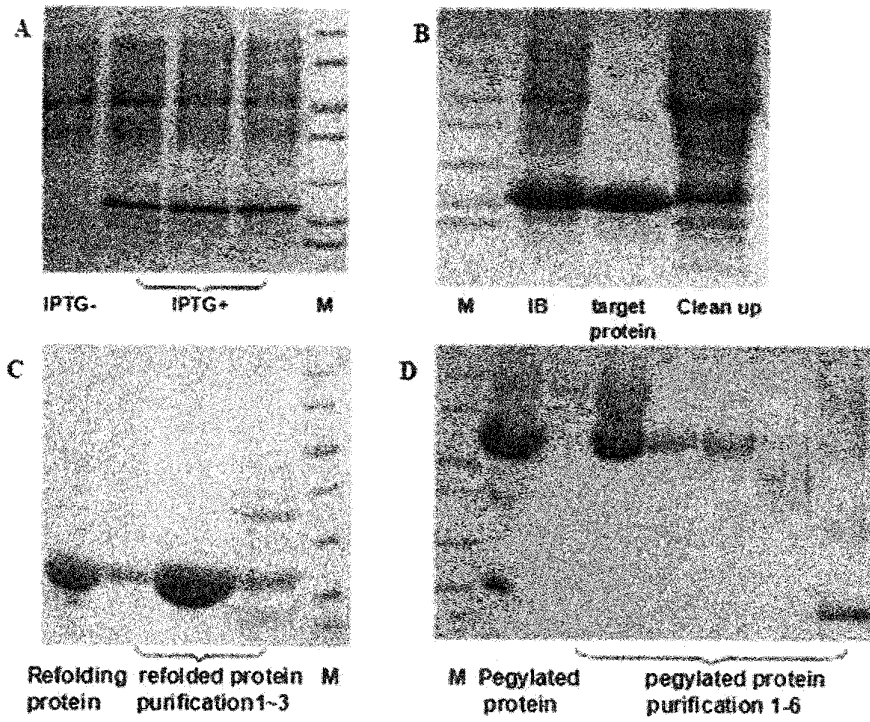 A
B
IPTG- IPTG+ M
M IB target protein Clean up
C
D
Refolding protein refolded protein purification1~3 M
M Pegylated protein pegylated protein purification 1-6